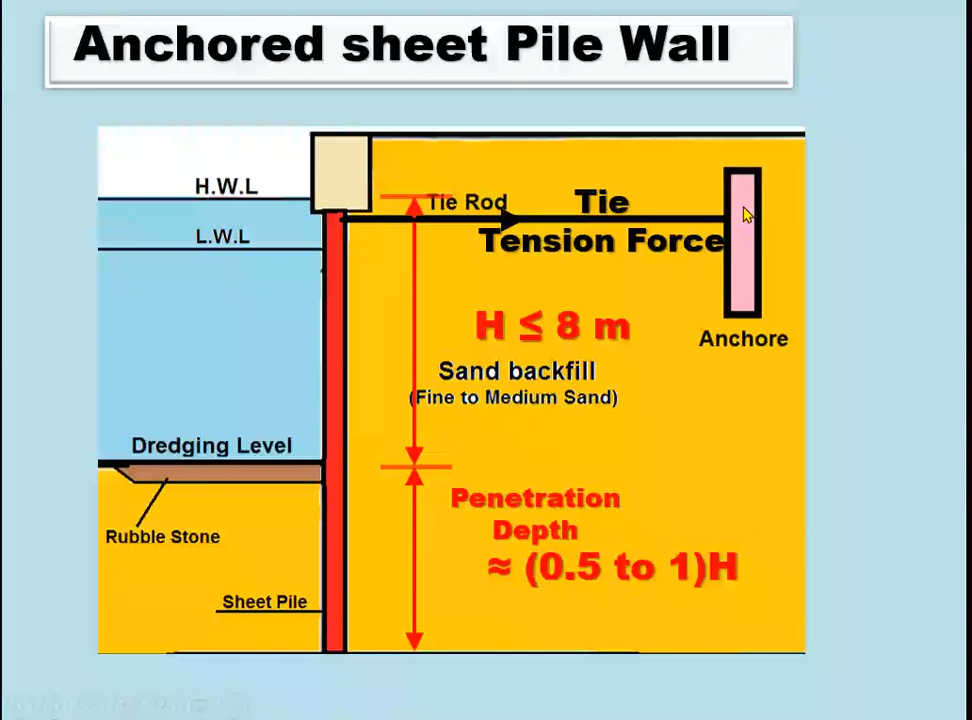 Anchored sheet Pile Wall
H.W.L
L.W.L
Tie Rod
Tie
Tension Force
H ≤ 8 m
Anchore
Sand backfill
(Fine to Medium Sand)
Dredging Level
Penetration
Depth
≈ (0.5 to 1)H
Rubble Stone
Sheet Pile